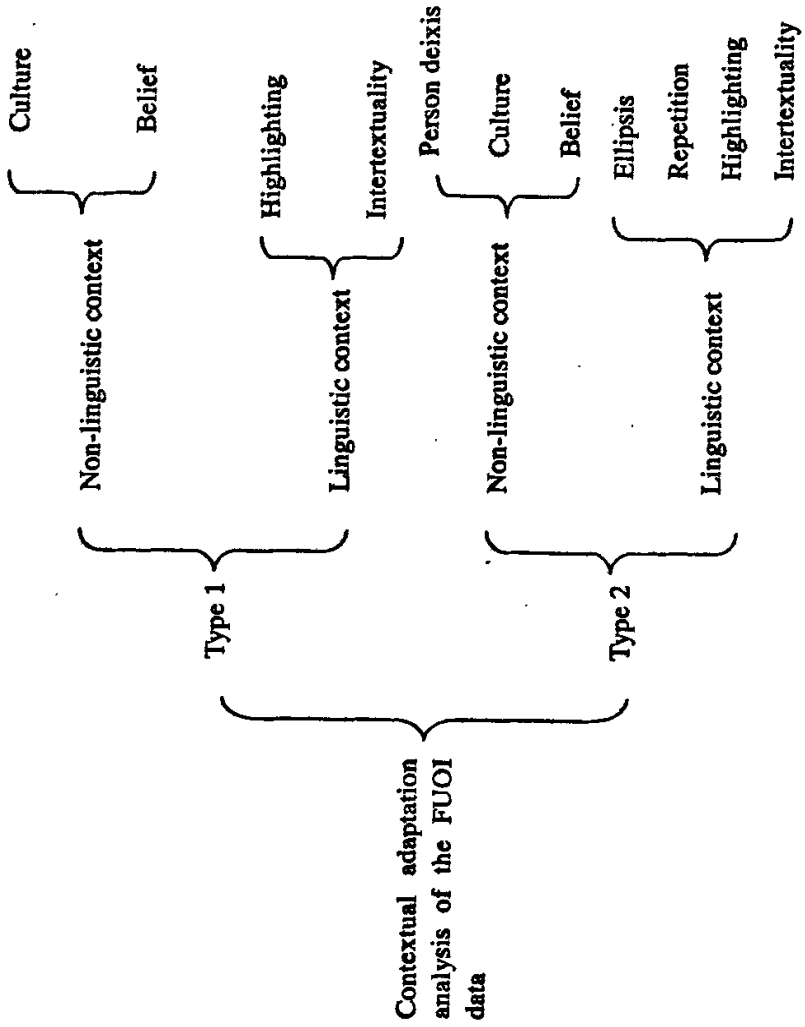 Contextual adaptation
analysis of the FUOI
data
Type 1
Non-linguistic context
Culture
Belief
Linguistic context
Highlighting
Intertextuality
Type 2
Non-linguistic context
Person deixis
Culture
Belief
Linguistic context
Ellipsis
Repetition
Highlighting
Intertextuality